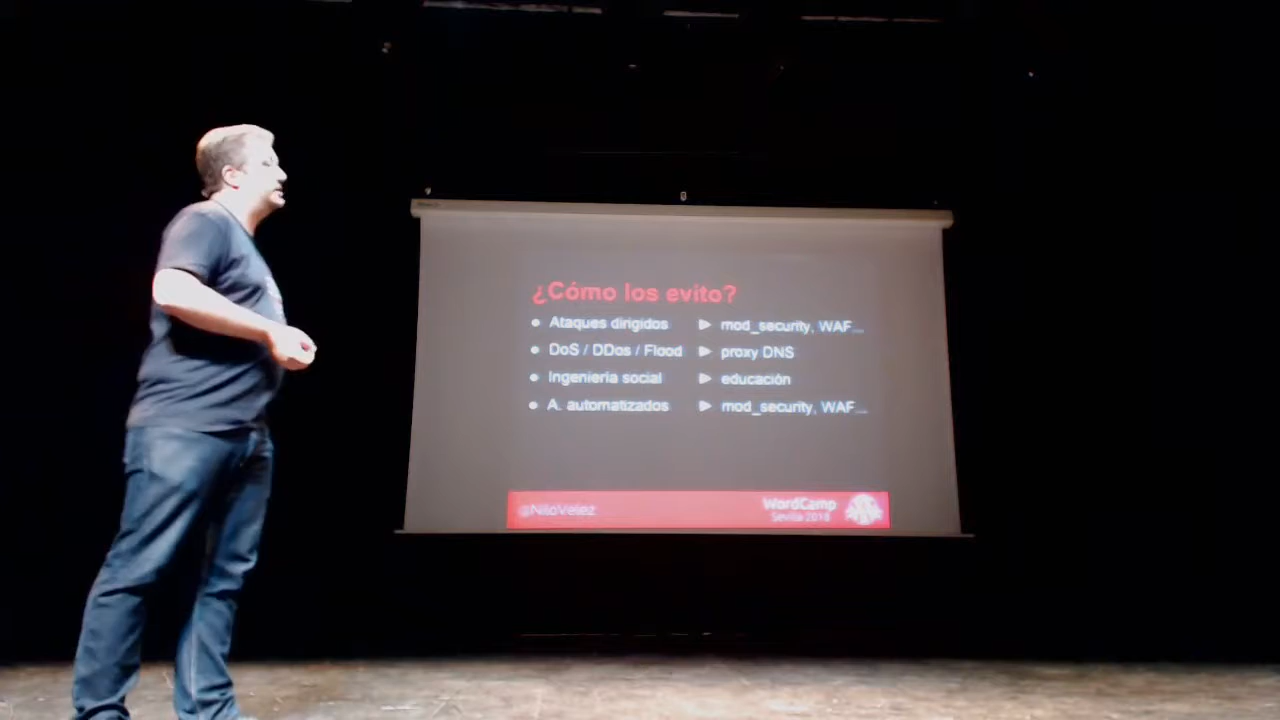 ¿Cómo los evito?
● Ataques dirigidos ► mod_security, WAF...
● DoS / DDos / Flood ► proxy DNS
● Ingeniería social ► educación
● A. automatizados ► mod_security, WAF...
@NiloVelez
WordCamp
Sevilla 2018